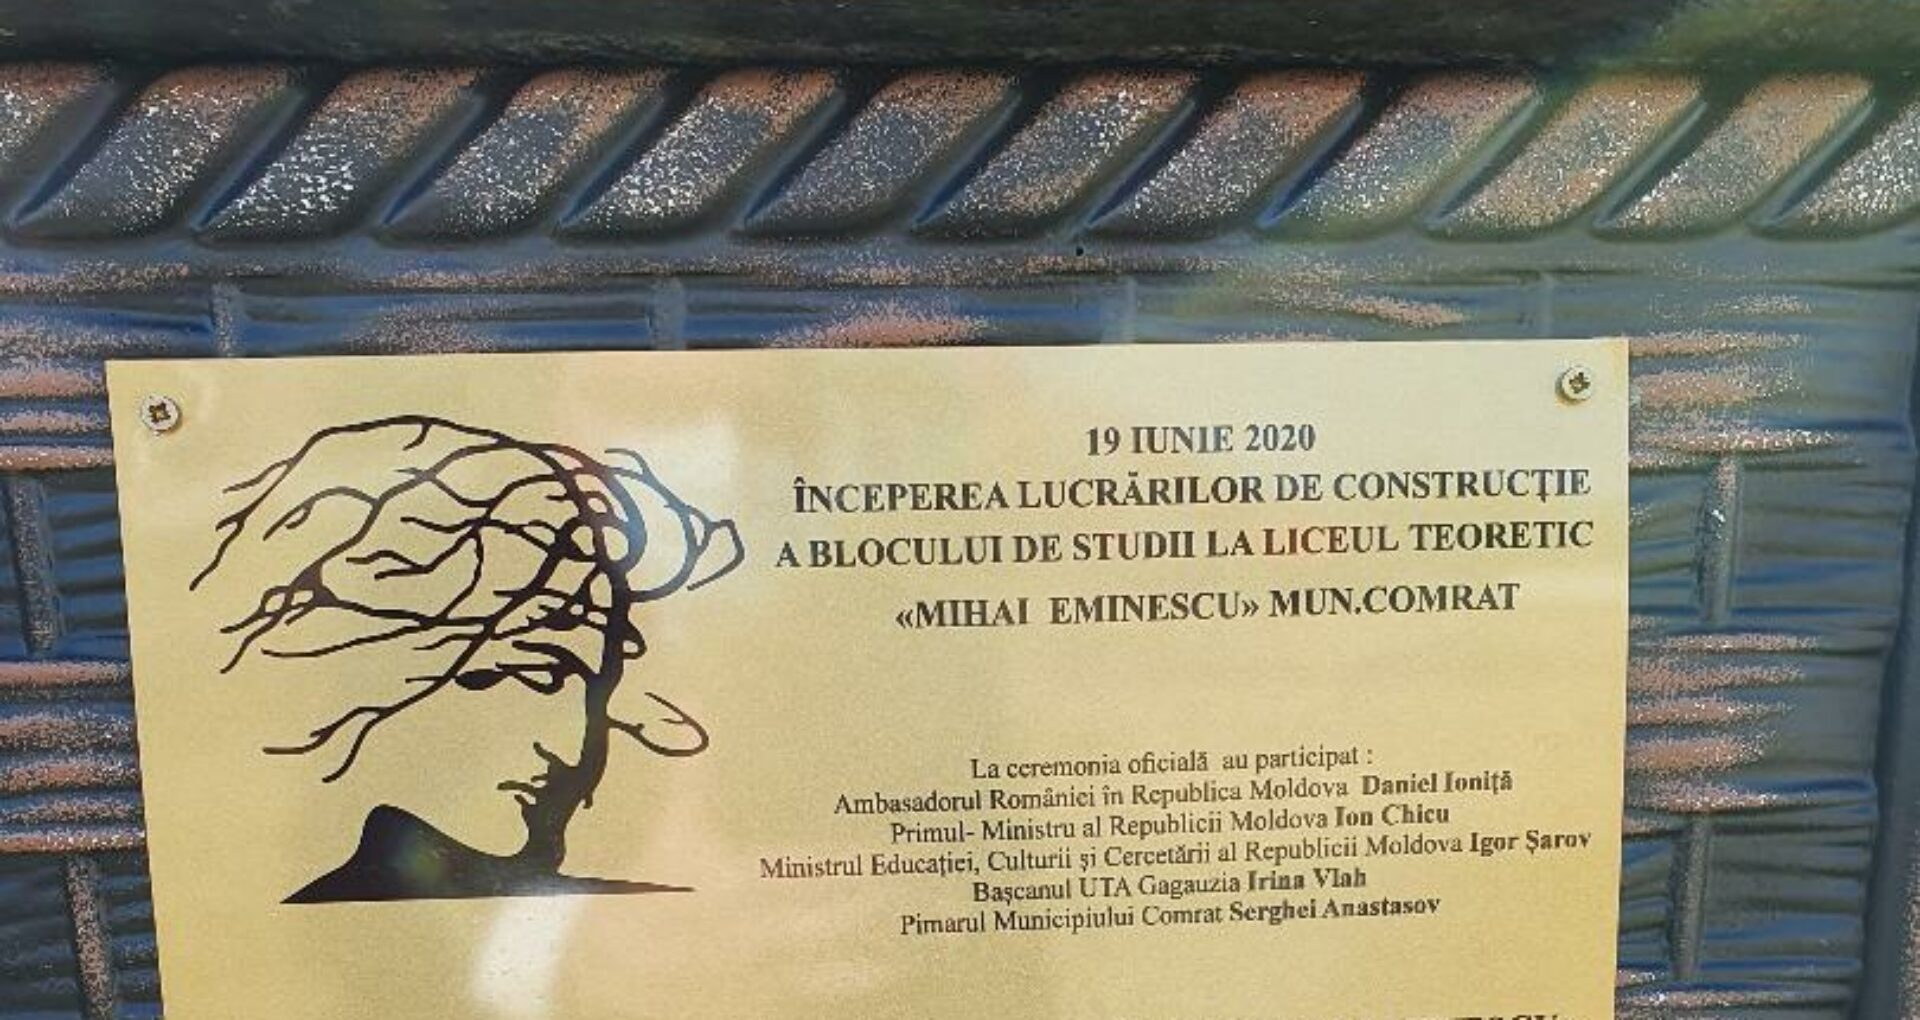 19 IUNIE 2020
ÎNCEPEREA LUCRĂRILOR DE CONSTRUCȚIE
A BLOCULUI DE STUDII LA LICEUL TEORETIC
«MIHAI EMINESCU» MUN.COMRAT
La ceremonia oficială au participat :
Ambasadorul României în Republica Moldova Daniel Ioniță
Primul- Ministru al Republicii Moldova Ion Chicu
Ministrul Educației, Culturii și Cercetării al Republicii Moldova Igor Șarov
Bașcanul UTA Gagauzia Irina Vlah
Pimarul Municipiului Comrat Serghei Anastasov